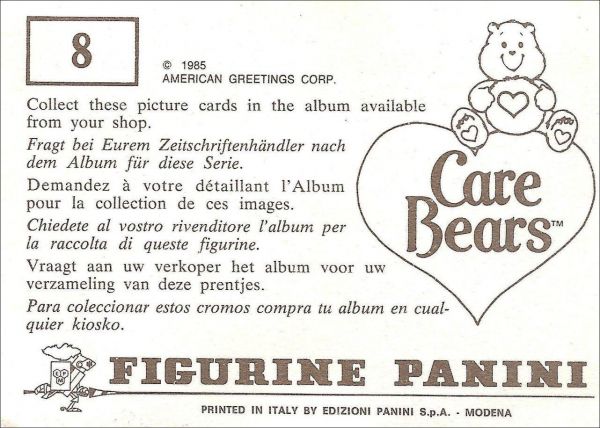 8
© 1985
AMERICAN GREETINGS CORP.
Collect these picture cards in the album available
from your shop.
Fragt bei Eurem Zeitschriftenhändler nach
dem Album für diese Serie.
Demandez à votre détaillant l'Album
pour la collection de ces images.
Chiedete al vostro rivenditore l'album per
la raccolta di queste figurine.
Vraagt aan uw verkoper het album voor uw
verzameling van deze prentjes.
Para coleccionar estos cromos compra tu album en cual-
quier kiosko.
Care
Bears™
FIGURINE PANINI
PRINTED IN ITALY BY EDIZIONI PANINI S.p.A. - MODENA